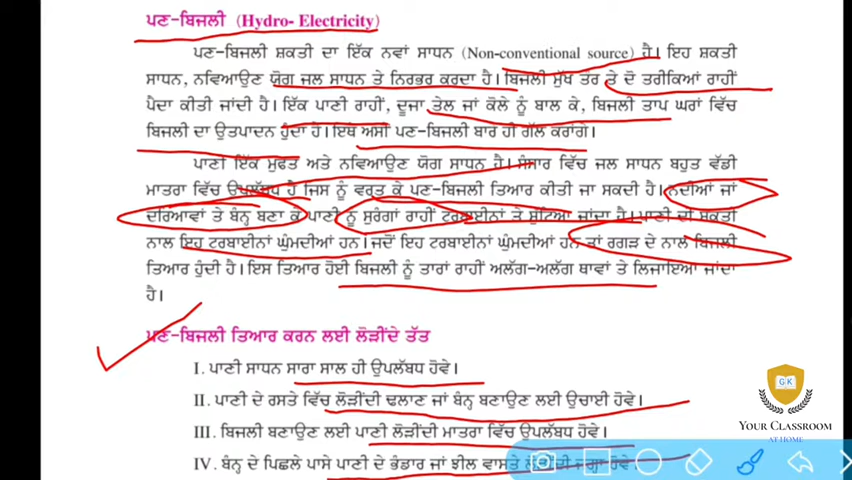 ਪਣ-ਬਿਜਲੀ (Hydro- Electricity)
ਪਣ-ਬਿਜਲੀ ਸ਼ਕਤੀ ਦਾ ਇੱਕ ਨਵਾਂ ਸਾਧਨ (Non-conventional source) ਹੈ। ਇਹ ਸ਼ਕਤੀ
ਸਾਧਨ, ਨਵਿਆਉਣ ਯੋਗ ਜਲ ਸਾਧਨ ਤੇ ਨਿਰਭਰ ਕਰਦਾ ਹੈ। ਬਿਜਲੀ ਮੁੱਖ ਤੌਰ ਤੇ ਦੋ ਤਰੀਕਿਆਂ ਰਾਹੀਂ
ਪੈਦਾ ਕੀਤੀ ਜਾਂਦੀ ਹੈ। ਇੱਕ ਪਾਣੀ ਰਾਹੀਂ, ਦੂਜਾ ਤੇਲ ਜਾਂ ਕੋਲੇ ਨੂੰ ਬਾਲ ਕੇ, ਬਿਜਲੀ ਤਾਪ ਘਰਾਂ ਵਿੱਚ
ਬਿਜਲੀ ਦਾ ਉਤਪਾਦਨ ਹੁੰਦਾ ਹੈ। ਇਥੇ ਅਸੀਂ ਪਣ-ਬਿਜਲੀ ਬਾਰੇ ਹੀ ਗੱਲ ਕਰਾਂਗੇ।
ਪਾਣੀ ਇੱਕ ਮੁਫਤ ਅਤੇ ਨਵਿਆਉਣ ਯੋਗ ਸਾਧਨ ਹੈ। ਸੰਸਾਰ ਵਿੱਚ ਜਲ ਸਾਧਨ ਬਹੁਤ ਵੱਡੀ
ਮਾਤਰਾ ਵਿੱਚ ਉਪਲੱਬਧ ਹੈ ਜਿਸ ਨੂੰ ਵਰਤ ਕੇ ਪਣ-ਬਿਜਲੀ ਤਿਆਰ ਕੀਤੀ ਜਾ ਸਕਦੀ ਹੈ। ਨਦੀਆਂ ਜਾਂ
ਦਰਿਆਵਾਂ ਤੇ ਬੰਨ੍ਹ ਬਣਾ ਕੇ ਪਾਣੀ ਨੂੰ ਸੁਰੰਗਾਂ ਰਾਹੀਂ ਟਰਬਾਈਨਾਂ ਤੇ ਸੁੱਟਿਆ ਜਾਂਦਾ ਹੈ। ਪਾਣੀ ਦੀ ਸ਼ਕਤੀ
ਨਾਲ ਇਹ ਟਰਬਾਈਨਾਂ ਘੁੰਮਦੀਆਂ ਹਨ। ਜਦੋਂ ਇਹ ਟਰਬਾਈਨਾਂ ਘੁੰਮਦੀਆਂ ਹਨ ਤਾਂ ਰਗੜ ਦੇ ਨਾਲ ਬਿਜਲੀ
ਤਿਆਰ ਹੁੰਦੀ ਹੈ। ਇਸ ਤਿਆਰ ਹੋਈ ਬਿਜਲੀ ਨੂੰ ਤਾਰਾਂ ਰਾਹੀਂ ਅਲੱਗ-ਅਲੱਗ ਥਾਵਾਂ ਤੇ ਲਿਜਾਇਆ ਜਾਂਦਾ
ਹੈ।
ਪਣ-ਬਿਜਲੀ ਤਿਆਰ ਕਰਨ ਲਈ ਲੋੜੀਂਦੇ ਤੱਤ
I. ਪਾਣੀ ਸਾਧਨ ਸਾਰਾ ਸਾਲ ਹੀ ਉਪਲੱਬਧ ਹੋਵੇ।
II. ਪਾਣੀ ਦੇ ਰਸਤੇ ਵਿੱਚ ਲੋੜੀਂਦੀ ਢਲਾਣ ਜਾਂ ਬੰਨ੍ਹ ਬਣਾਉਣ ਲਈ ਉਚਾਈ ਹੋਵੇ।
III. ਬਿਜਲੀ ਬਣਾਉਣ ਲਈ ਪਾਣੀ ਲੋੜੀਂਦੀ ਮਾਤਰਾ ਵਿੱਚ ਉਪਲਬਧ ਹੋਵੇ।
IV. ਬੰਨ੍ਹ ਦੇ ਪਿਛਲੇ ਪਾਸੇ ਪਾਣੀ ਦੇ ਭੰਡਾਰ ਜਾਂ ਝੀਲ ਵਾਸਤੇ ਲੋੜੀਂਦੀ ਜਗ੍ਹਾ ਹੋਵੇ।
GK
YOUR CLASSROOM
AT HOME